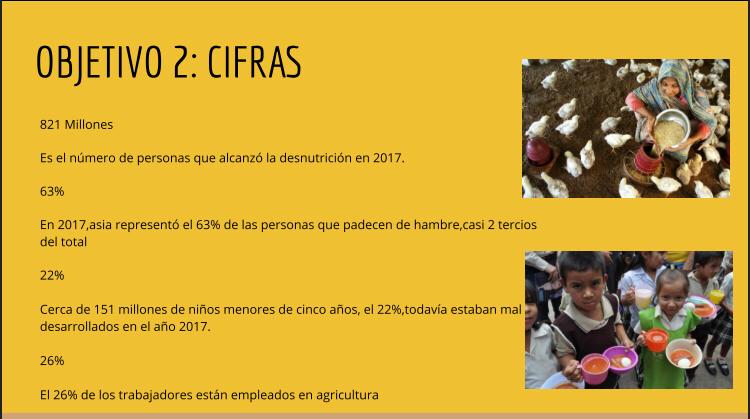 OBJETIVO 2: CIFRAS
821 Millones
Es el número de personas que alcanzó la desnutrición en 2017.
63%
En 2017,asia representó el 63% de las personas que padecen de hambre,casi 2 tercios
del total
22%
Cerca de 151 millones de niños menores de cinco años, el 22%,todavía estaban mal
desarrollados en el año 2017.
26%
El 26% de los trabajadores están empleados en agricultura